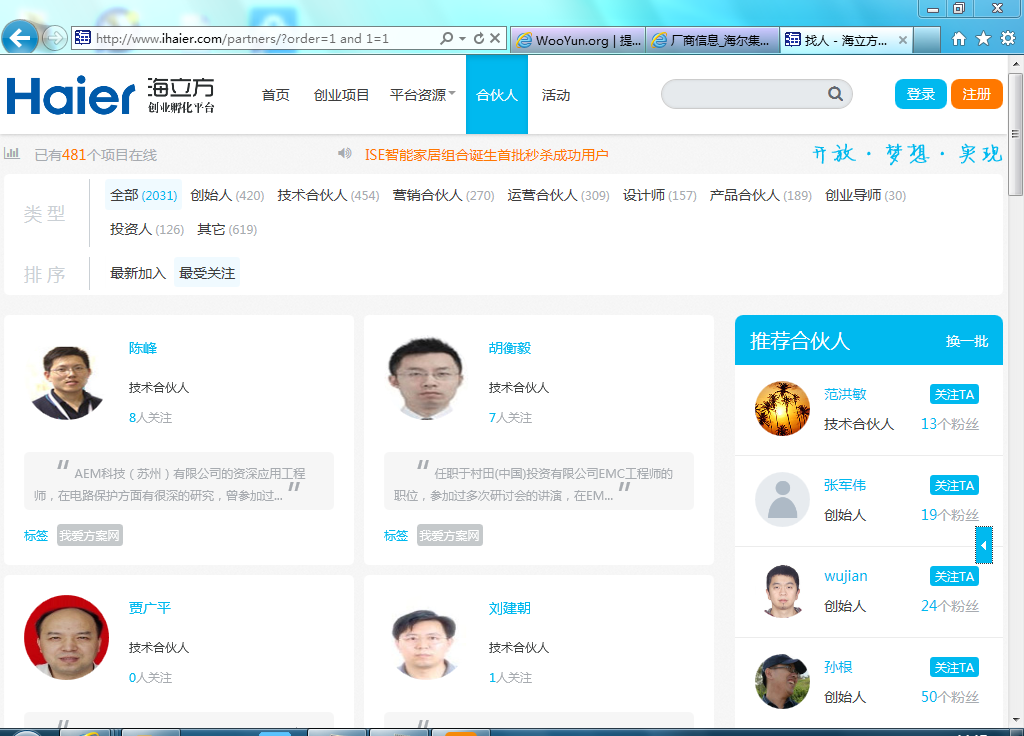 http://www.ihaier.com/partners/?order=1 and 1=1
WooYun.org | 提...
厂商信息_海尔集...
找人 - 海立方...
Haier 海立方
创业孵化平台
首页 创业项目 平台资源 合伙人 活动
登录 注册
已有481个项目在线
ISE智能家居组合诞生首批秒杀成功用户
开放 · 梦想 · 实现
类型
全部 (2031) 创始人 (420) 技术合伙人 (454) 营销合伙人 (270) 运营合伙人 (309) 设计师 (157) 产品合伙人 (189) 创业导师 (30)
投资人 (126) 其它 (619)
排序
最新加入 最受关注
陈峰
技术合伙人
8人关注
" AEM科技（苏州）有限公司的资深应用工程
师，在电路保护方面有很深的研究，曾参加过... "
标签 我爱方案网
胡衡毅
技术合伙人
7人关注
" 任职于村田(中国)投资有限公司EMC工程师的
职位，参加过多次研讨会的讲演，在EM... "
标签 我爱方案网
贾广平
技术合伙人
0人关注
刘建朝
技术合伙人
1人关注
推荐合伙人 换一批
范洪敏 关注TA
技术合伙人 13个粉丝
张军伟 关注TA
创始人 19个粉丝
wujian 关注TA
创始人 24个粉丝
孙根 关注TA
创始人 50个粉丝